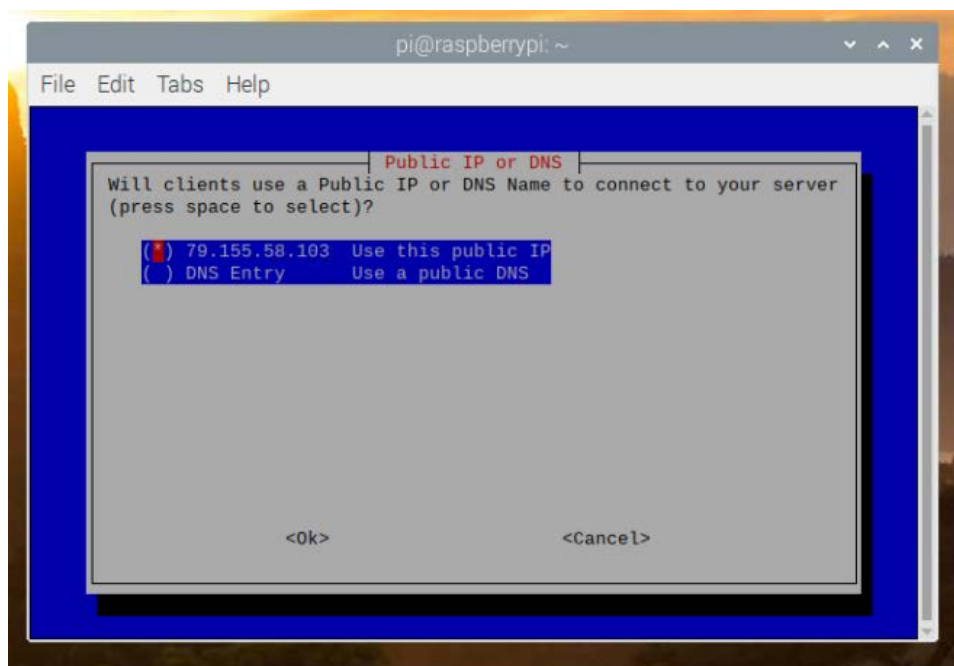 pi@raspberrypi: ~
File Edit Tabs Help
Public IP or DNS
Will clients use a Public IP or DNS Name to connect to your server
(press space to select)?
(*) 79.155.58.103 Use this public IP
( ) DNS Entry Use a public DNS
<Ok> <Cancel>